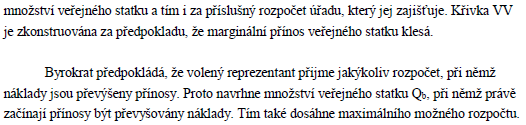 množství veřejného statku a tím i za příslušný rozpočet úřadu, který jej zajišťuje. Křivka VV
je zkonstruována za předpokladu, že marginální přínos veřejného statku klesá.
Byrokrat předpokládá, že volený reprezentant přijme jakýkoliv rozpočet, při němž
náklady jsou převýšeny přínosy. Proto navrhne množství veřejného statku Qb, při němž právě
začínají přínosy být převyšovány náklady. Tím také dosáhne maximálního možného rozpočtu.